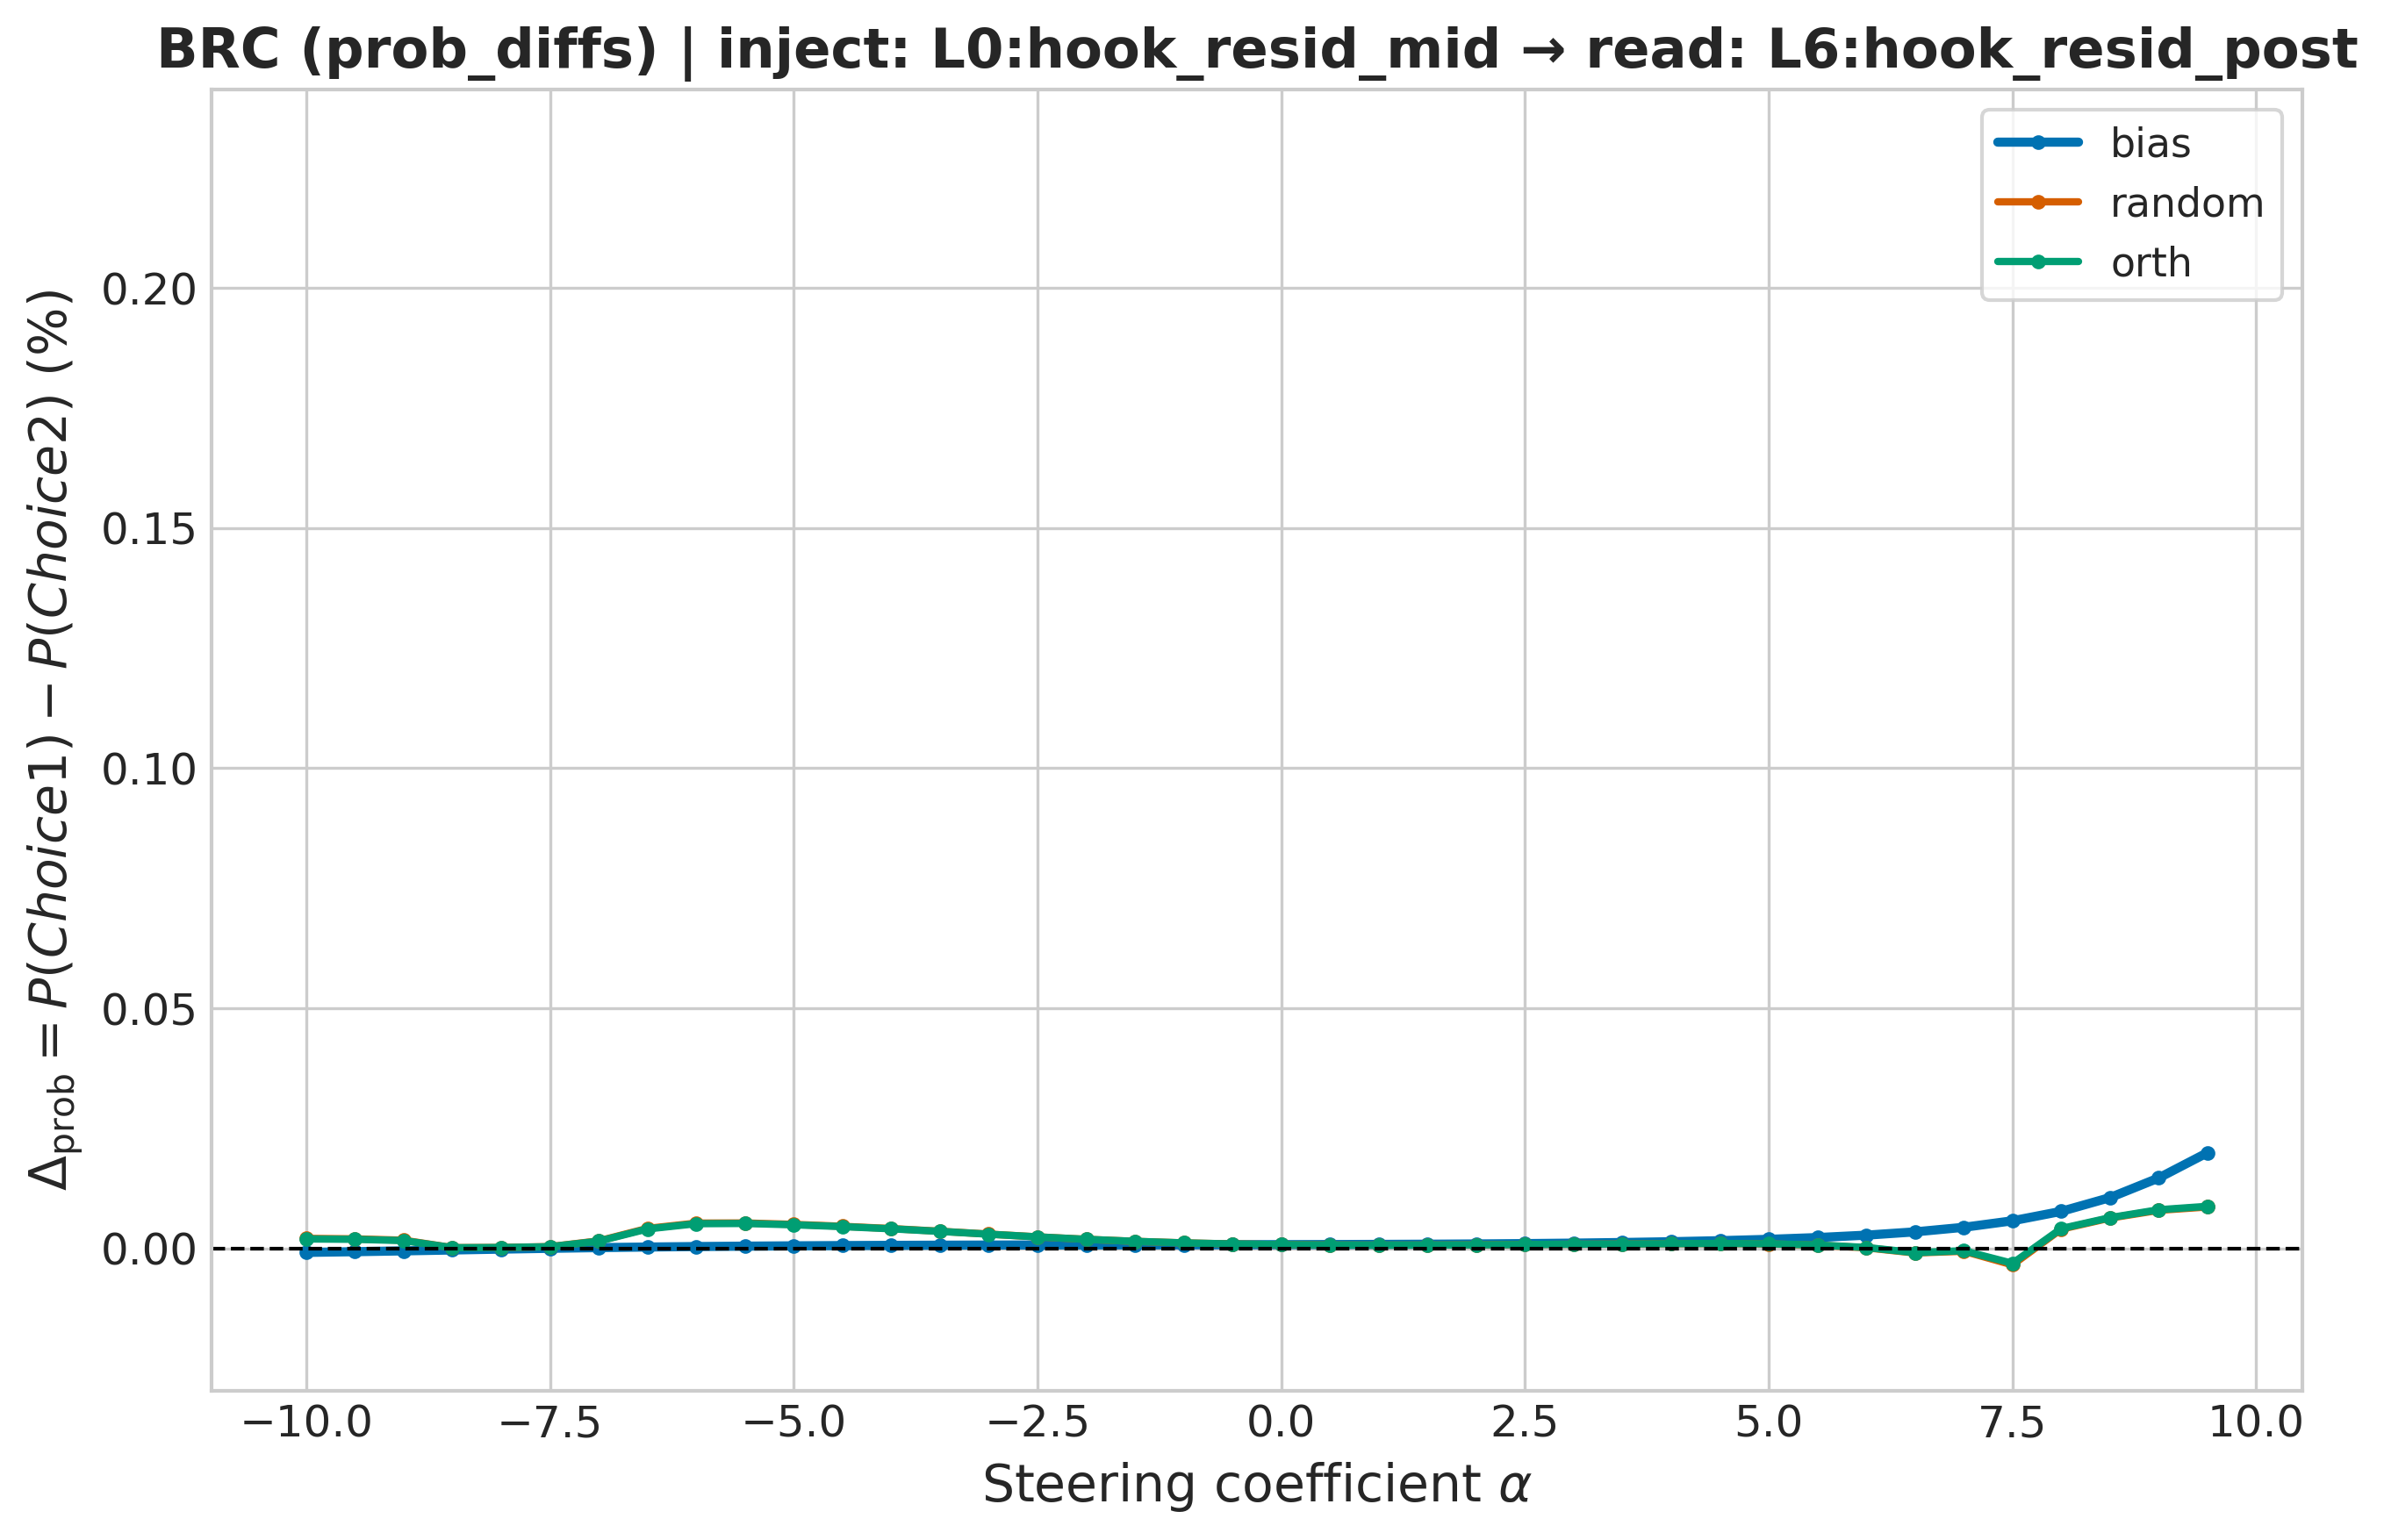 BRC (prob_diffs) | inject: L0:hook_resid_mid → read: L6:hook_resid_post
bias
random
orth
Δprob = P(Choice1) − P(Choice2) (%)
0.20
0.15
0.10
0.05
0.00
−10.0 −7.5 −5.0 −2.5 0.0 2.5 5.0 7.5 10.0
Steering coefficient α